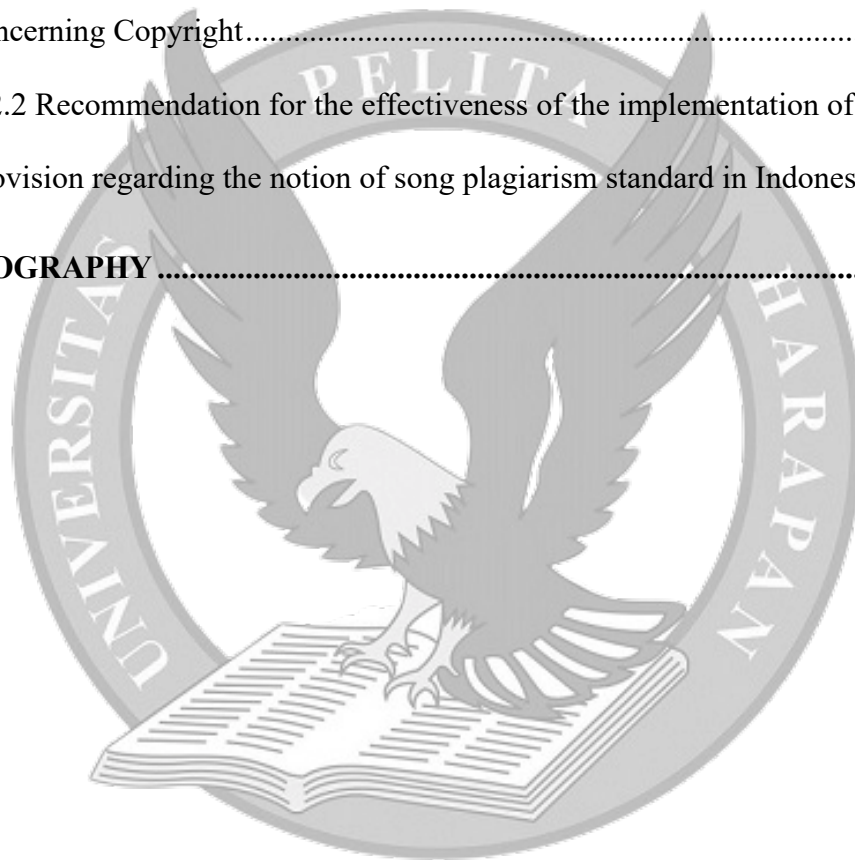 ncerning Copyright................................................................................
.2 Recommendation for the effectiveness of the implementation of
ovision regarding the notion of song plagiarism standard in Indones
OGRAPHY................................................................................
UNIVERSITAS PELITA HARAPAN